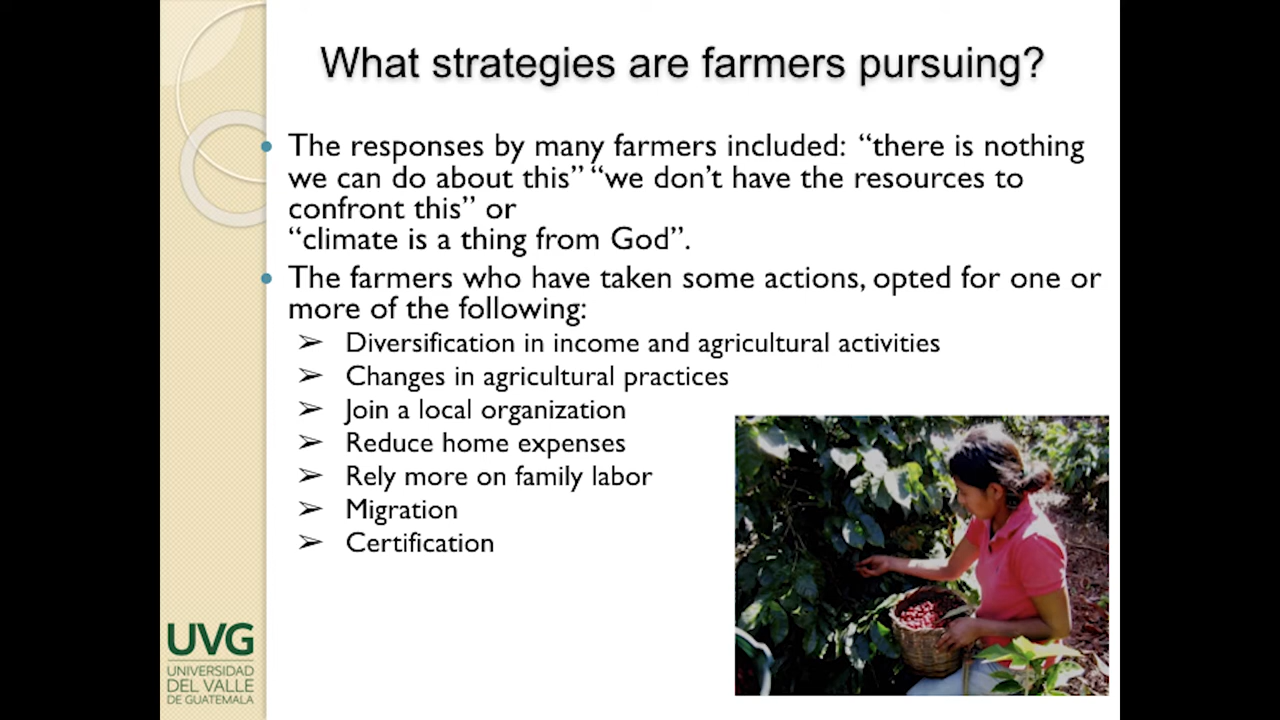 What strategies are farmers pursuing?
• The responses by many farmers included: “there is nothing
we can do about this” “we don’t have the resources to
confront this” or
“climate is a thing from God”.
• The farmers who have taken some actions, opted for one or
more of the following:
➢ Diversification in income and agricultural activities
➢ Changes in agricultural practices
➢ Join a local organization
➢ Reduce home expenses
➢ Rely more on family labor
➢ Migration
➢ Certification
UVG
UNIVERSIDAD
DEL VALLE
DE GUATEMALA